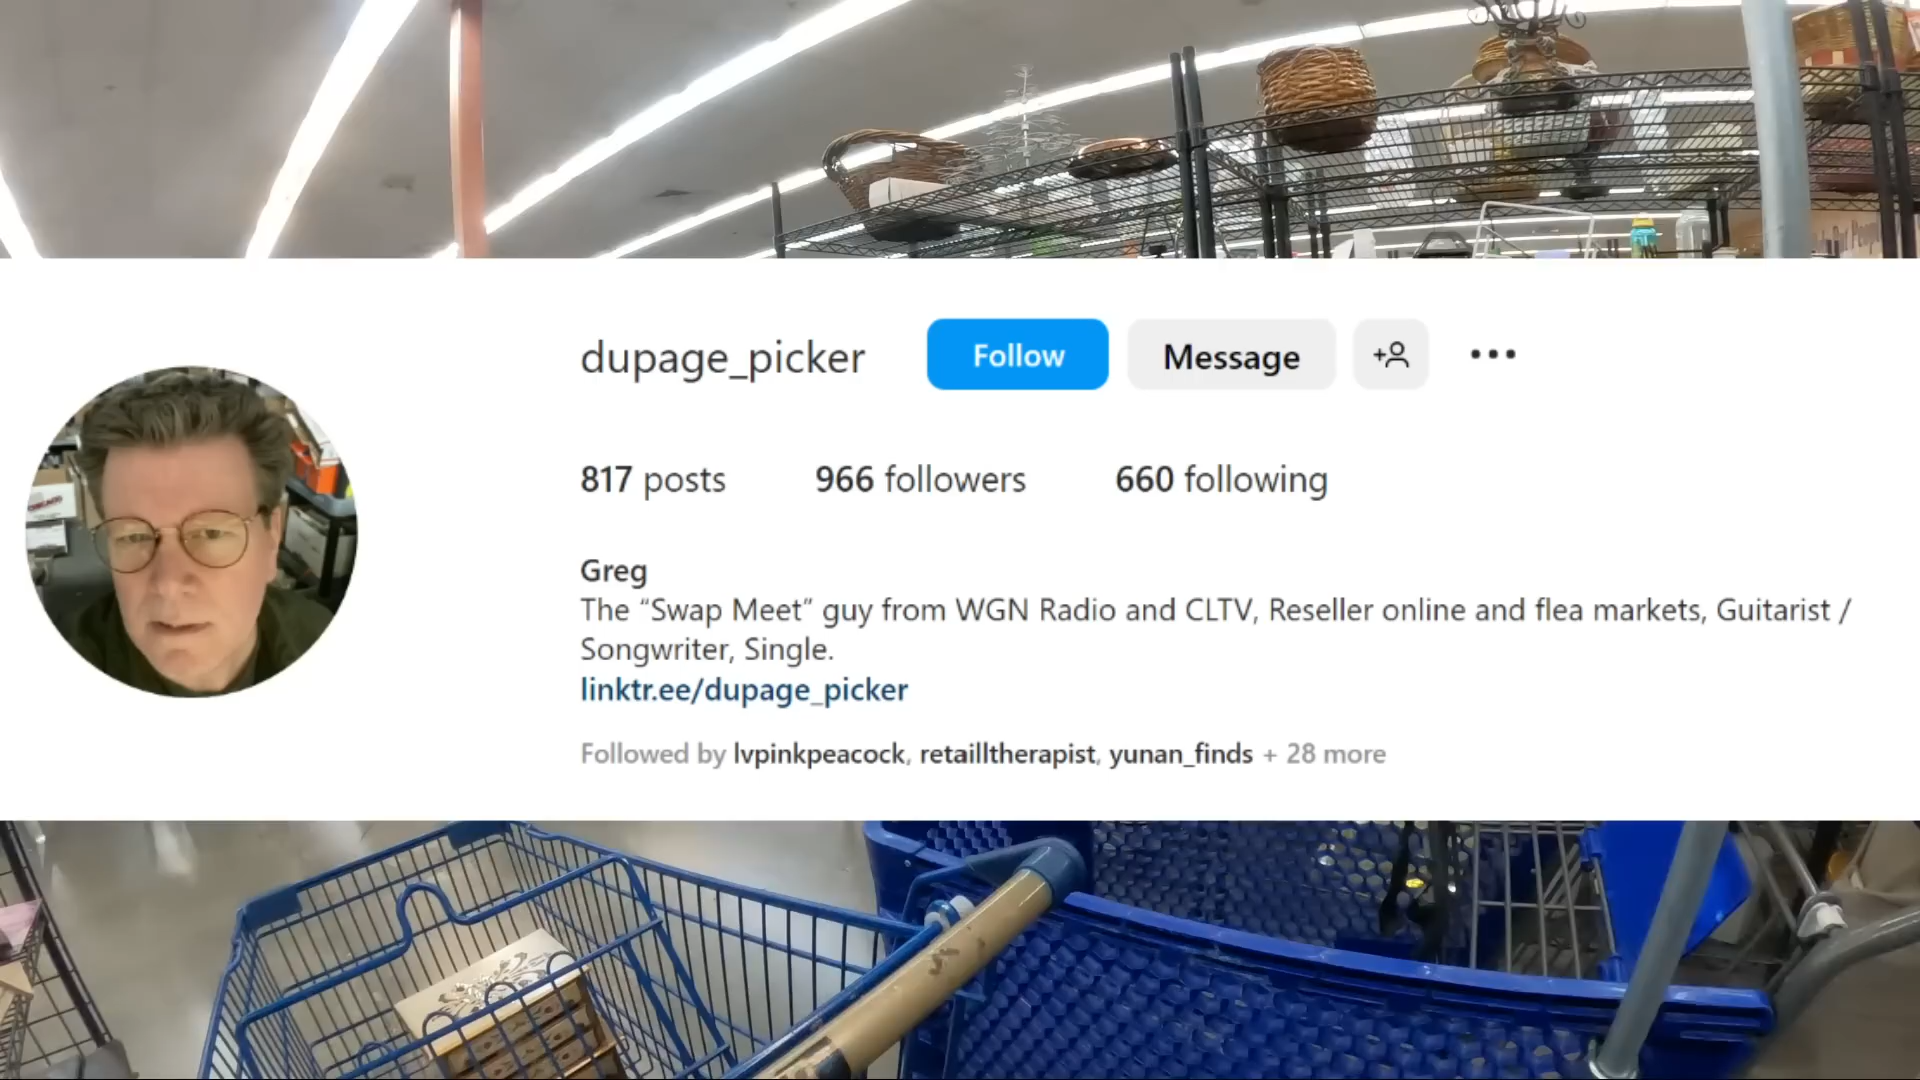 dupage_picker Follow Message
817 posts 966 followers 660 following
Greg
The “Swap Meet” guy from WGN Radio and CLTV, Reseller online and flea markets, Guitarist /
Songwriter, Single.
linktr.ee/dupage_picker
Followed by lvpinkpeacock, retailltherapist, yunan_finds + 28 more